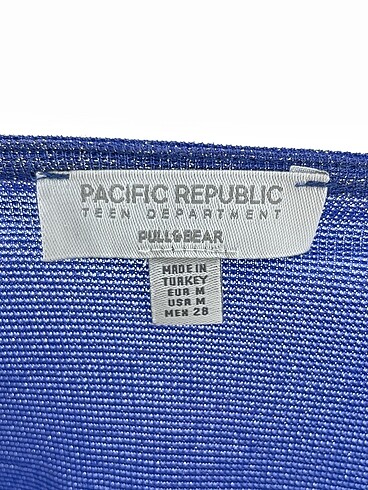 PACIFIC REPUBLIC
TEEN DEPARTMENT
PULL&BEAR
MADE IN
TURKEY
EUR M
USA M
MEX 28